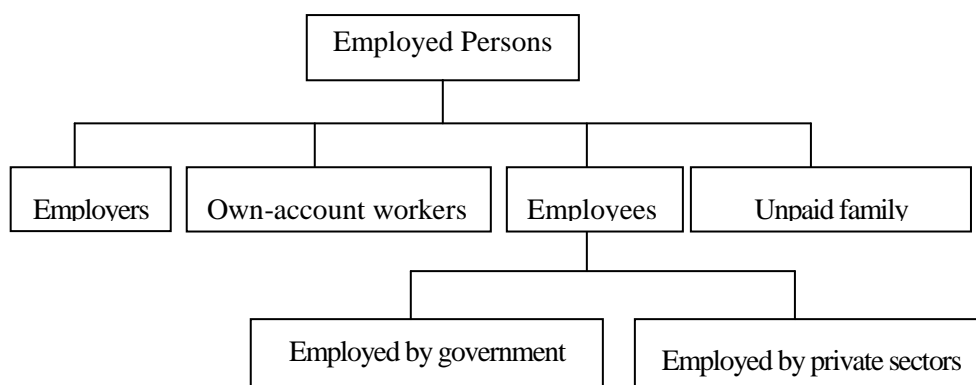 Employed Persons
Employers
Own-account workers
Employees
Unpaid family
Employed by government
Employed by private sectors